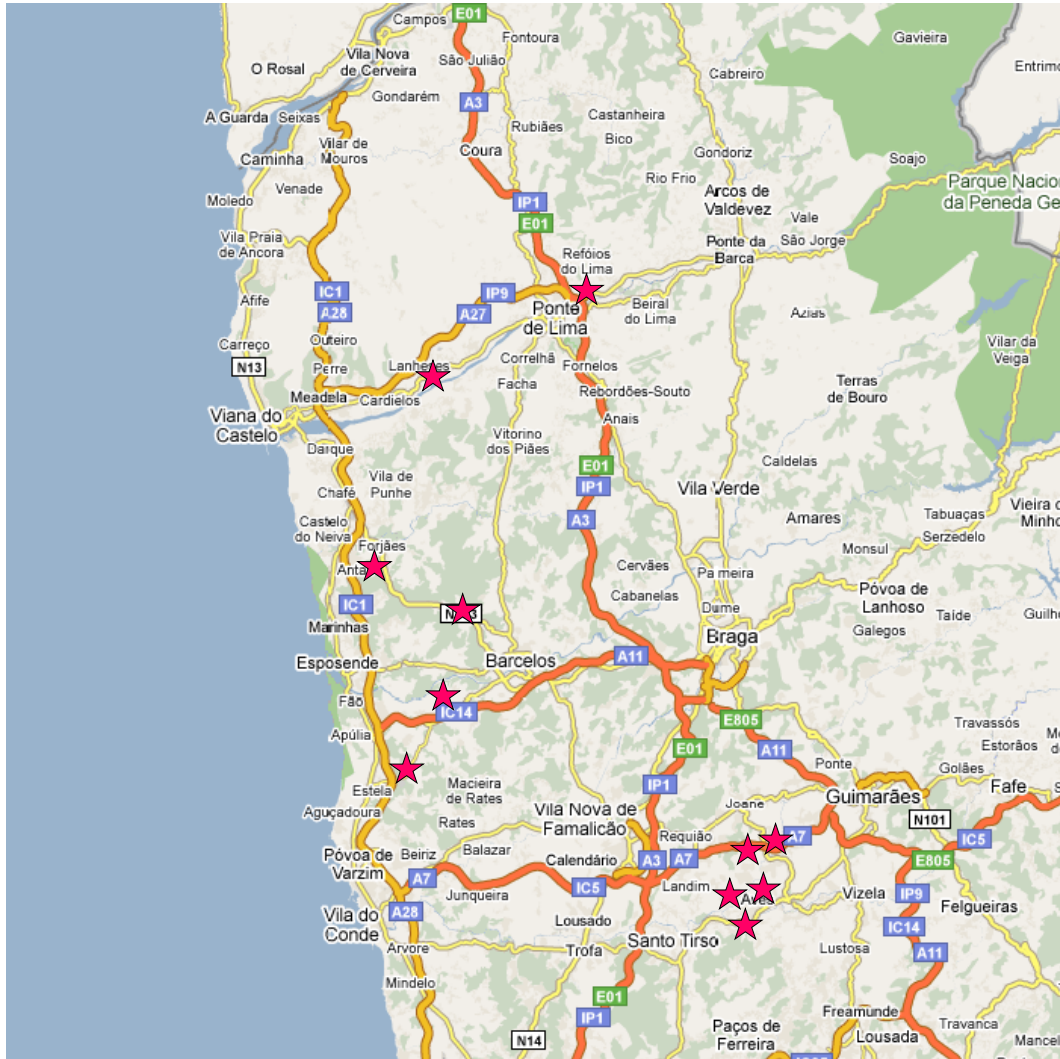 E01
Campos
Fontoura
Gavieira
Vila Nova
de Cerveira
São Julião
O Rosal
Cabreiro
Entrimo
Gondarém
A3
A Guarda
Seixas
Castanheira
Rubiães
Bico
Vilar de
Mouros
Coura
Gondoriz
Caminha
Soajo
Venade
Rio Frio
Arcos de
Valdevez
Parque Nacion
da Peneda Ge
Moledo
IP1
E01
Vale
São Jorge
Vila Praia
de Ancora
Ponte da
Barca
Refóios
do Lima
Afife
IC1
A28
IP9
A27
Ponte
de Lima
Beiral
do Lima
Azias
Outeiro
Carreço
N13
Vilar da
Veiga
Perre
Correlhã
Fornelos
Facha
Rebordões-Souto
Terras
de Bouro
Meadela
Cardielos
Viana do
Castelo
Anais
Darque
Vitorino
dos Piães
E01
IP1
Caldelas
Vila de
Punhe
Chafé
Vila Verde
A3
Amares
Tabuaças
Vieira d
Minho
Castelo
do Neiva
Serzedelo
Forjães
Monsul
Cervães
Cabanelas
IC1
Póvoa de
Lanhoso
Dume
Taíde
Marinhas
Braga
Galegos
Guilh
Esposende
Barcelos
A11
Fão
IC14
E805
Travassós
Apúlia
E01
A11
Estorãos
Ponte
Golães
Fafe
Macieira
de Rates
IP1
Estela
Guimarães
Aguçadoura
Joane
Rates
Vila Nova de
Famalicão
N101
Requião
A7
IC5
Balazar
Póvoa de
Varzim
Beiriz
Calendário
A3
A7
E805
A7
IC5
Landim
Junqueira
Vizela
IP9
Felgueiras
A28
Vila do
Conde
Lousado
IC14
Arvore
Trofa
Santo Tirso
Lustosa
A11
Mindelo
E01
IP1
Freamunde
Travanca
N14
Paços de
Ferreira
Lousada